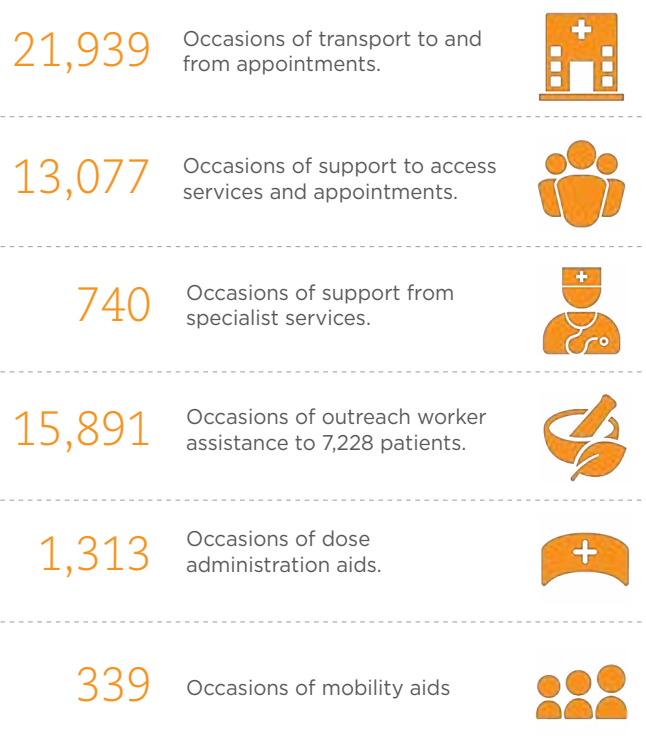 21,939
Occasions of transport to and
from appointments.
13,077
Occasions of support to access
services and appointments.
740
Occasions of support from
specialist services.
15,891
Occasions of outreach worker
assistance to 7,228 patients.
1,313
Occasions of dose
administration aids.
339
Occasions of mobility aids